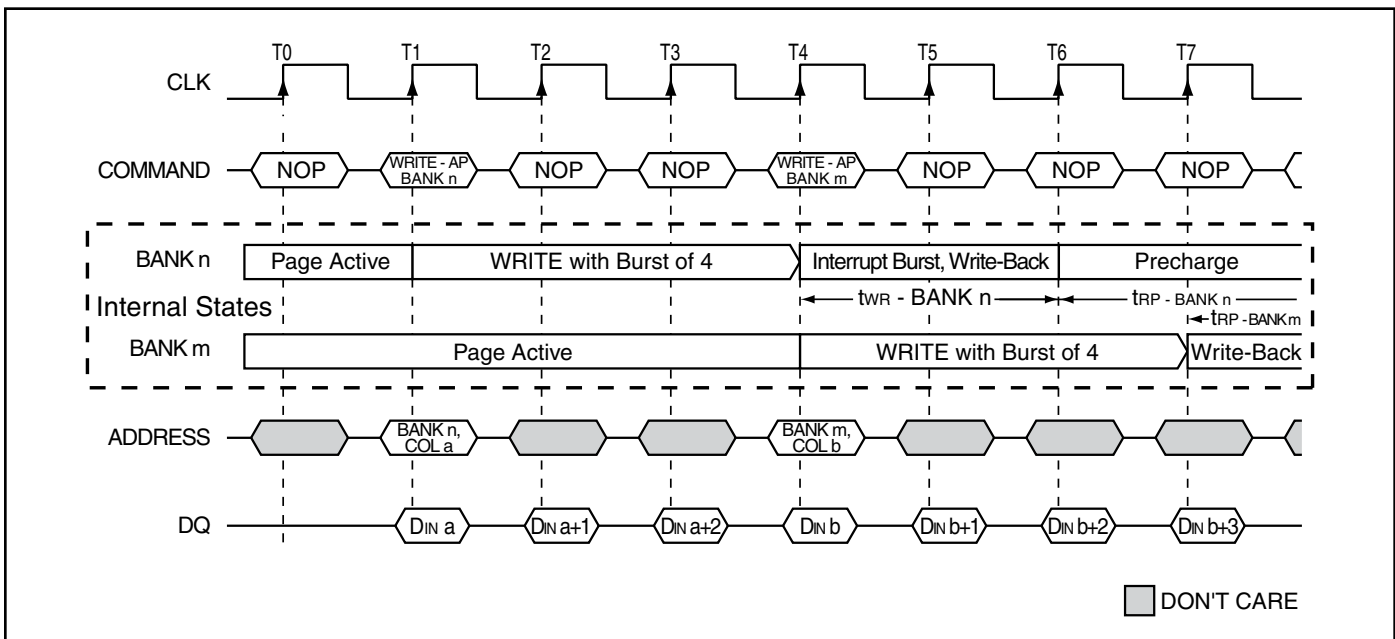 T0 T1 T2 T3 T4 T5 T6 T7
CLK
COMMAND NOP WRITE - AP BANK n NOP NOP WRITE - AP BANK m NOP NOP NOP
BANK n Page Active WRITE with Burst of 4 Interrupt Burst, Write-Back Precharge
tWR - BANK n tRP - BANK n
Internal States
tRP - BANK m
BANK m Page Active WRITE with Burst of 4 Write-Back
ADDRESS BANK n, COL a BANK m, COL b
DQ DIN a DIN a+1 DIN a+2 DIN b DIN b+1 DIN b+2 DIN b+3
DON'T CARE